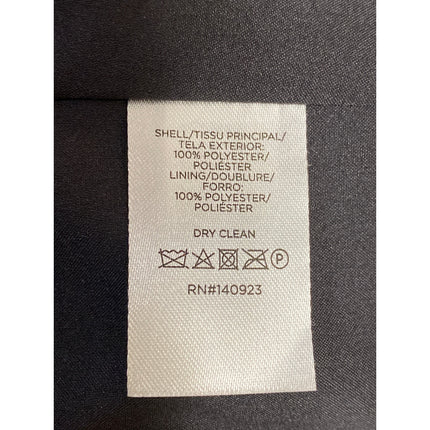 SHELL/TISSU PRINCIPAL/
TELA EXTERIOR:
100% POLYESTER/
POLIÉSTER
LINING/DOUBLURE/
FORRO:
100% POLYESTER/
POLIÉSTER
DRY CLEAN
P
RN#140923